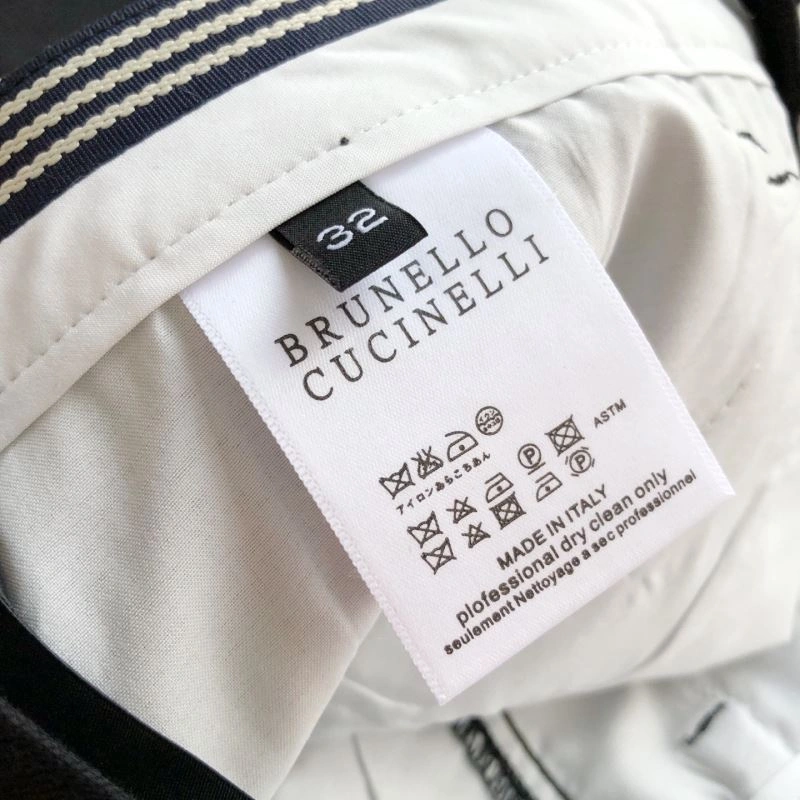 32
BRUNELLO
CUCINELLI
アイロンあらころあん
ASTM
P
P
MADE IN ITALY
plofessional dry clean only
seulement Nettoyage a sec professionnel